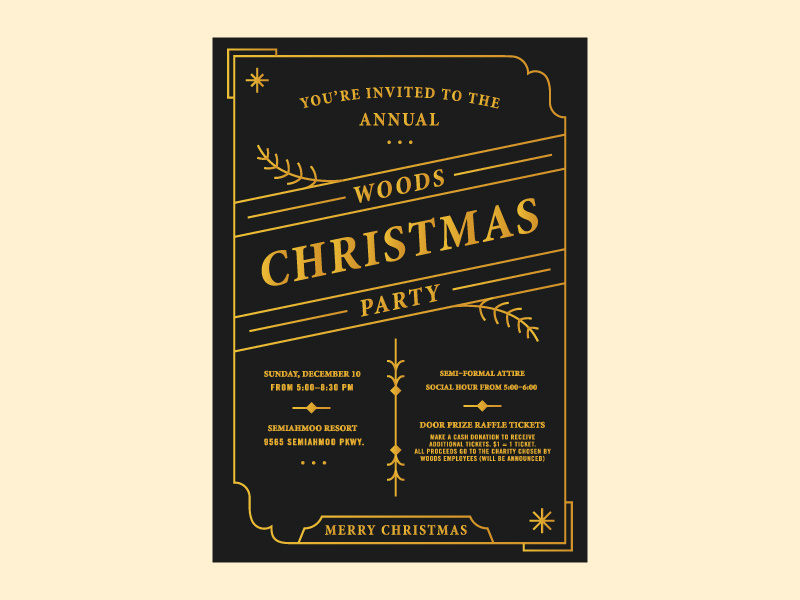 YOU'RE INVITED TO THE
ANNUAL
WOODS
CHRISTMAS
PARTY
SUNDAY, DECEMBER 10
FROM 5:00–8:30 PM
SEMIAHMOO RESORT
9565 SEMIAHMOO PKWY.
SEMI-FORMAL ATTIRE
SOCIAL HOUR FROM 5:00-6:00
DOOR PRIZE RAFFLE TICKETS
MAKE A CASH DONATION TO RECEIVE
ADDITIONAL TICKETS. $1 = 1 TICKET.
ALL PROCEEDS GO TO THE CHARITY CHOSEN BY
WOODS EMPLOYEES (WILL BE ANNOUNCED)
MERRY CHRISTMAS